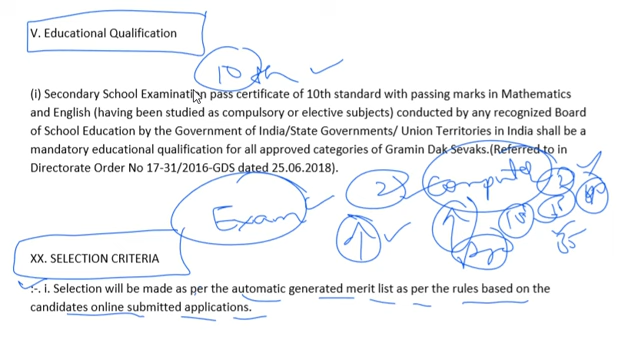 V. Educational Qualification
10th
(i) Secondary School Examination pass certificate of 10th standard with passing marks in Mathematics
and English (having been studied as compulsory or elective subjects) conducted by any recognized Board
of School Education by the Government of India/State Governments/ Union Territories in India shall be a
mandatory educational qualification for all approved categories of Gramin Dak Sevaks.(Referred to in
Directorate Order No 17-31/2016-GDS dated 25.06.2018).
2) Computer
Exam
XX. SELECTION CRITERIA
:-. i. Selection will be made as per the automatic generated merit list as per the rules based on the
candidates online submitted applications.